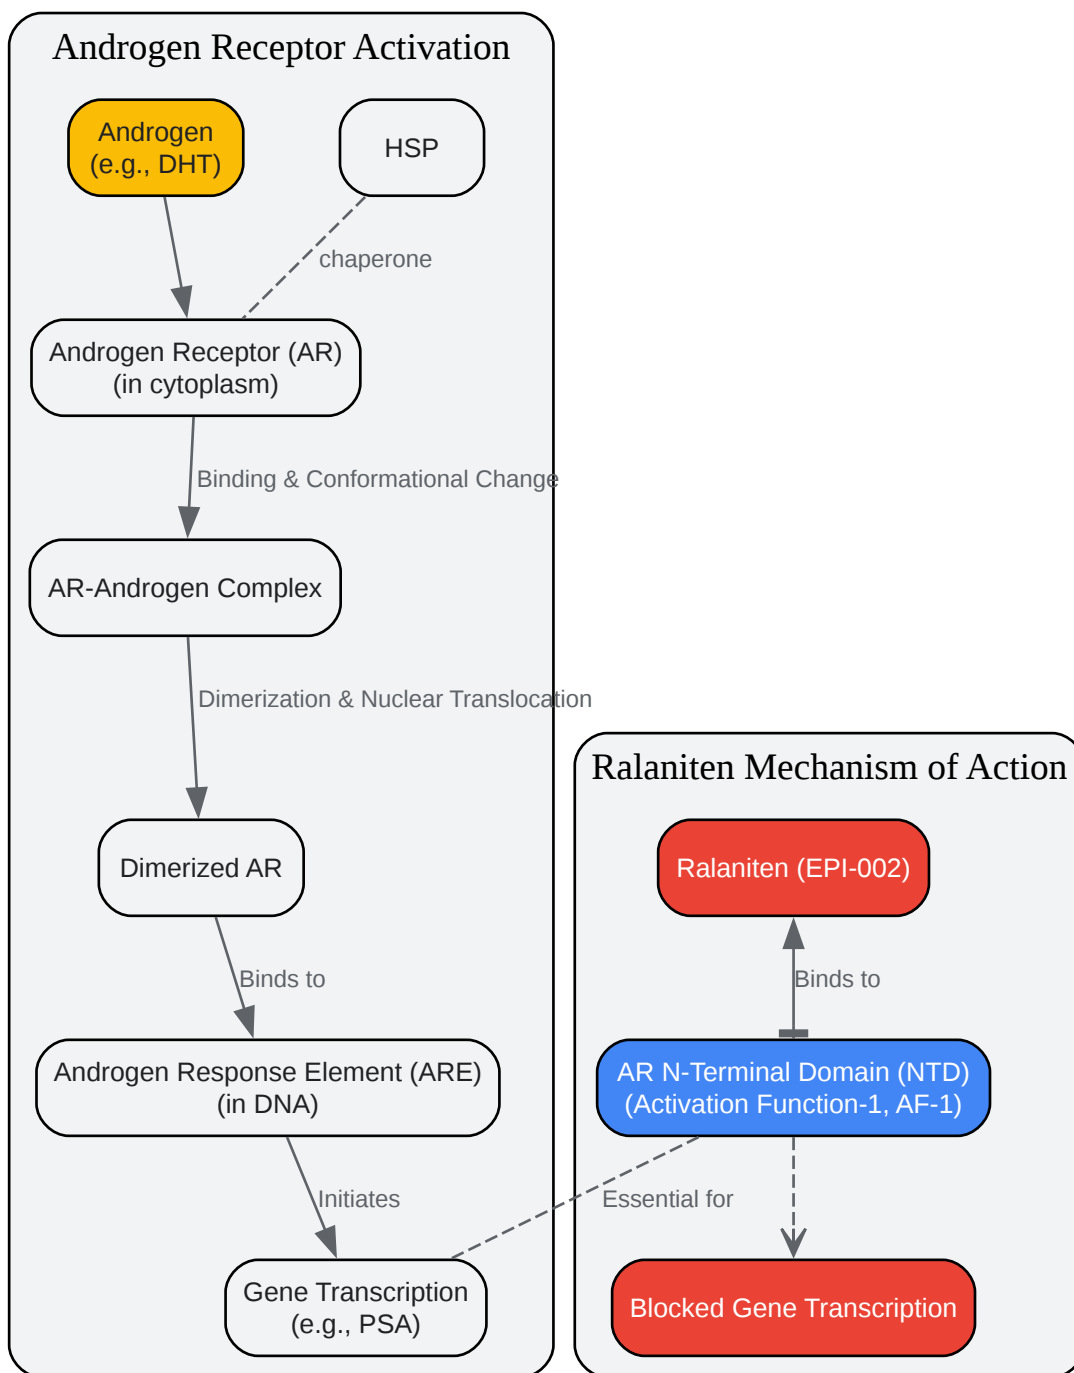 Androgen Receptor Activation
Androgen
(e.g., DHT)
HSP
chaperone
Androgen Receptor (AR)
(in cytoplasm)
Binding & Conformational Change
AR-Androgen Complex
Dimerization & Nuclear Translocation
Dimerized AR
Binds to
Androgen Response Element (ARE)
(in DNA)
Initiates
Gene Transcription
(e.g., PSA)
Ralaniten Mechanism of Action
Ralaniten (EPI-002)
Binds to
AR N-Terminal Domain (NTD)
(Activation Function-1, AF-1)
Essential for
Blocked Gene Transcription